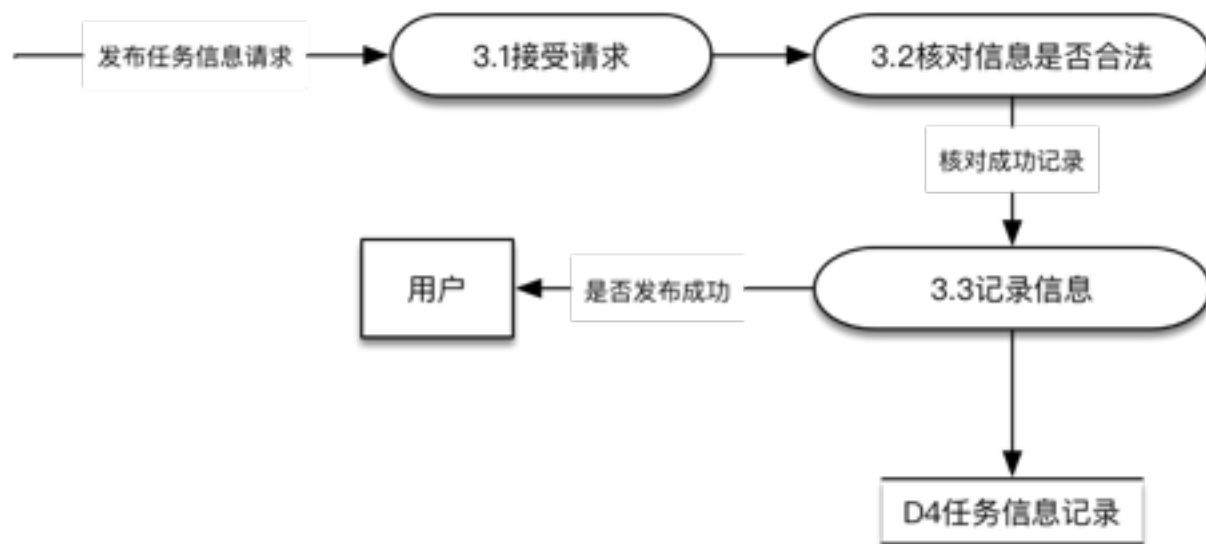 发布任务信息请求
3.1接受请求
3.2核对信息是否合法
核对成功记录
用户
是否发布成功
3.3记录信息
D4任务信息记录